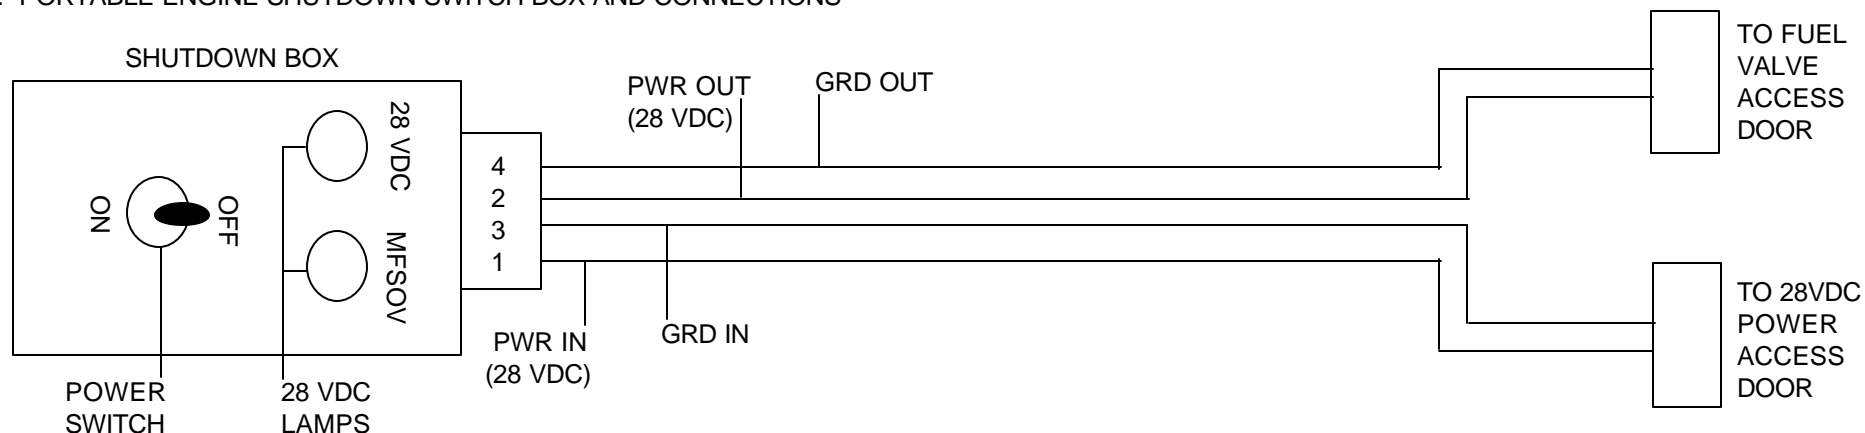 PORTABLE ENGINE SHUTDOWN SWITCH BOX AND CONNECTIONS
SHUTDOWN BOX
ON
OFF
28 VDC
MFSOV
4
2
3
1
POWER
SWITCH
28 VDC
LAMPS
PWR OUT
(28 VDC)
GRD OUT
PWR IN
(28 VDC)
GRD IN
TO FUEL
VALVE
ACCESS
DOOR
TO 28VDC
POWER
ACCESS
DOOR